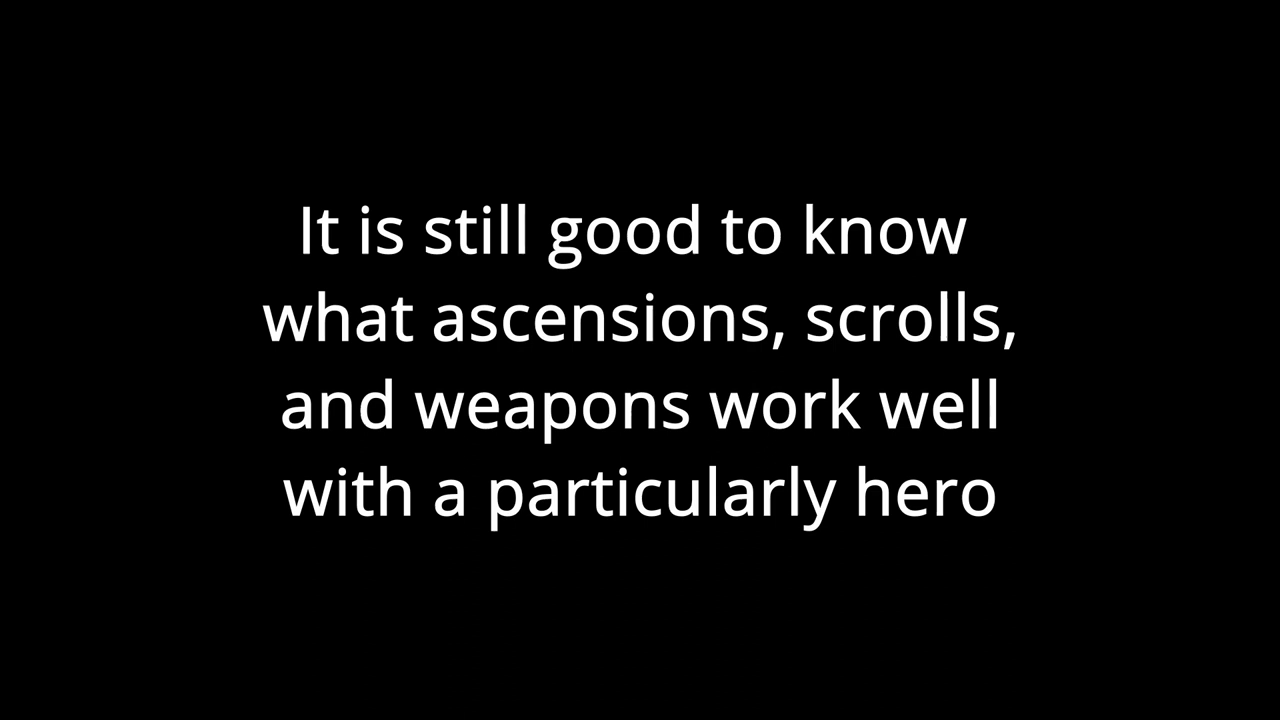 It is still good to know
what ascensions, scrolls,
and weapons work well
with a particularly hero